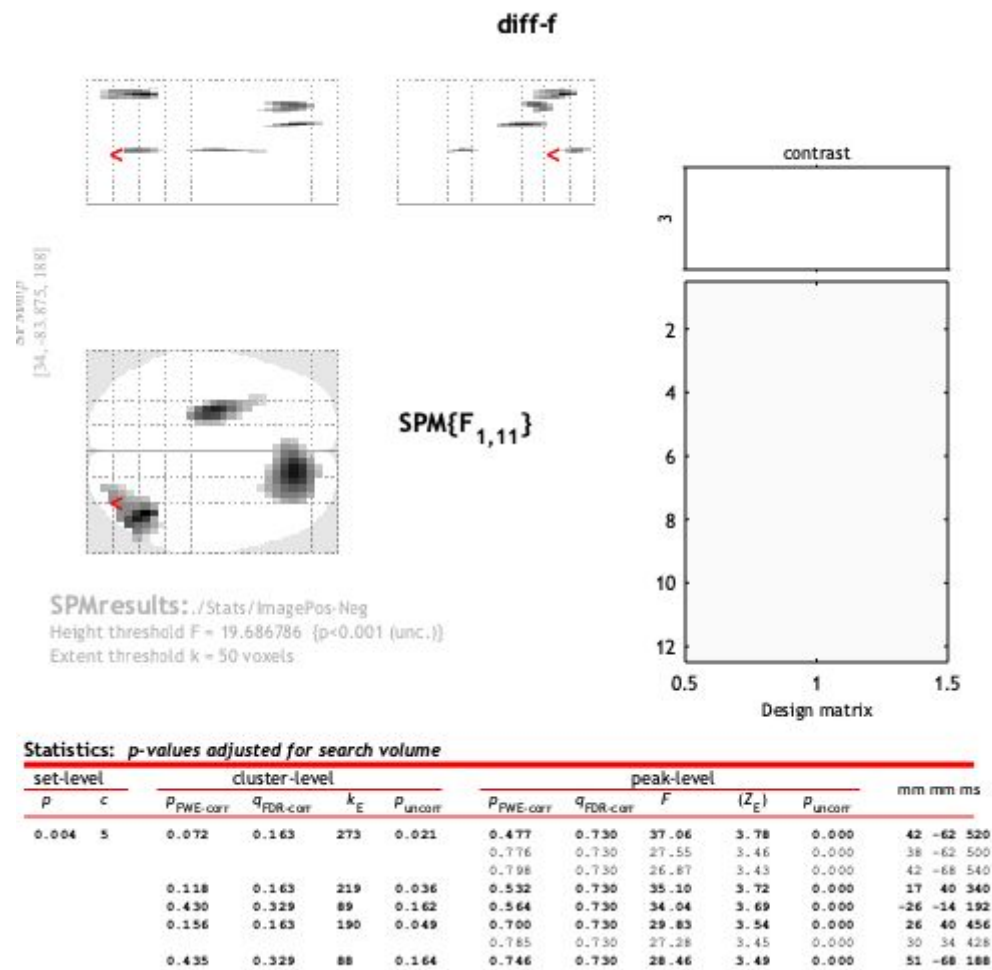 diff-f
<
<
contrast
3
[34, -83.875, 188]
<
SPM{F1,11}
2
4
6
8
10
12
0.5 1 1.5
Design matrix
SPMresults: ./Stats/ImagePos-Neg
Height threshold F = 19.686786 {p<0.001 (unc.)}
Extent threshold k = 50 voxels
Statistics: p-values adjusted for search volume
set-level cluster-level peak-level mm mm ms
p c pFWE-corr qFDR-corr kE puncorr pFWE-corr qFDR-corr F (ZE) puncorr
0.004 5 0.072 0.163 273 0.021 0.477 0.730 37.06 3.78 0.000 42 -62 520
0.776 0.730 27.55 3.46 0.000 38 -62 500
0.798 0.730 26.87 3.43 0.000 42 -68 540
0.118 0.163 219 0.036 0.532 0.730 35.10 3.72 0.000 17 40 340
0.430 0.329 89 0.162 0.564 0.730 34.04 3.69 0.000 -26 -14 192
0.156 0.163 190 0.049 0.700 0.730 29.83 3.54 0.000 26 40 456
0.785 0.730 27.28 3.45 0.000 30 34 428
0.435 0.329 88 0.164 0.746 0.730 28.46 3.49 0.000 51 -68 188